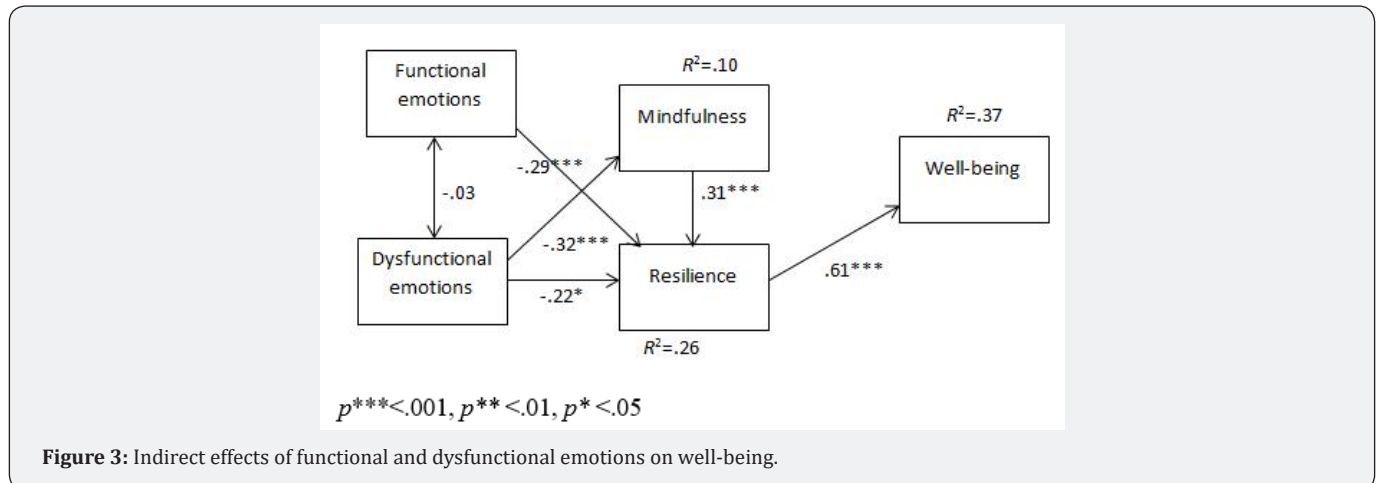 Functional
emotions
R²=.10
Mindfulness
R²=.37
Well-being
-.29***
-.03
.31***
Dysfunctional
emotions
-.32***
-.22*
Resilience
.61***
R²=.26
p***<.001, p** <.01, p* <.05
Figure 3: Indirect effects of functional and dysfunctional emotions on well-being.